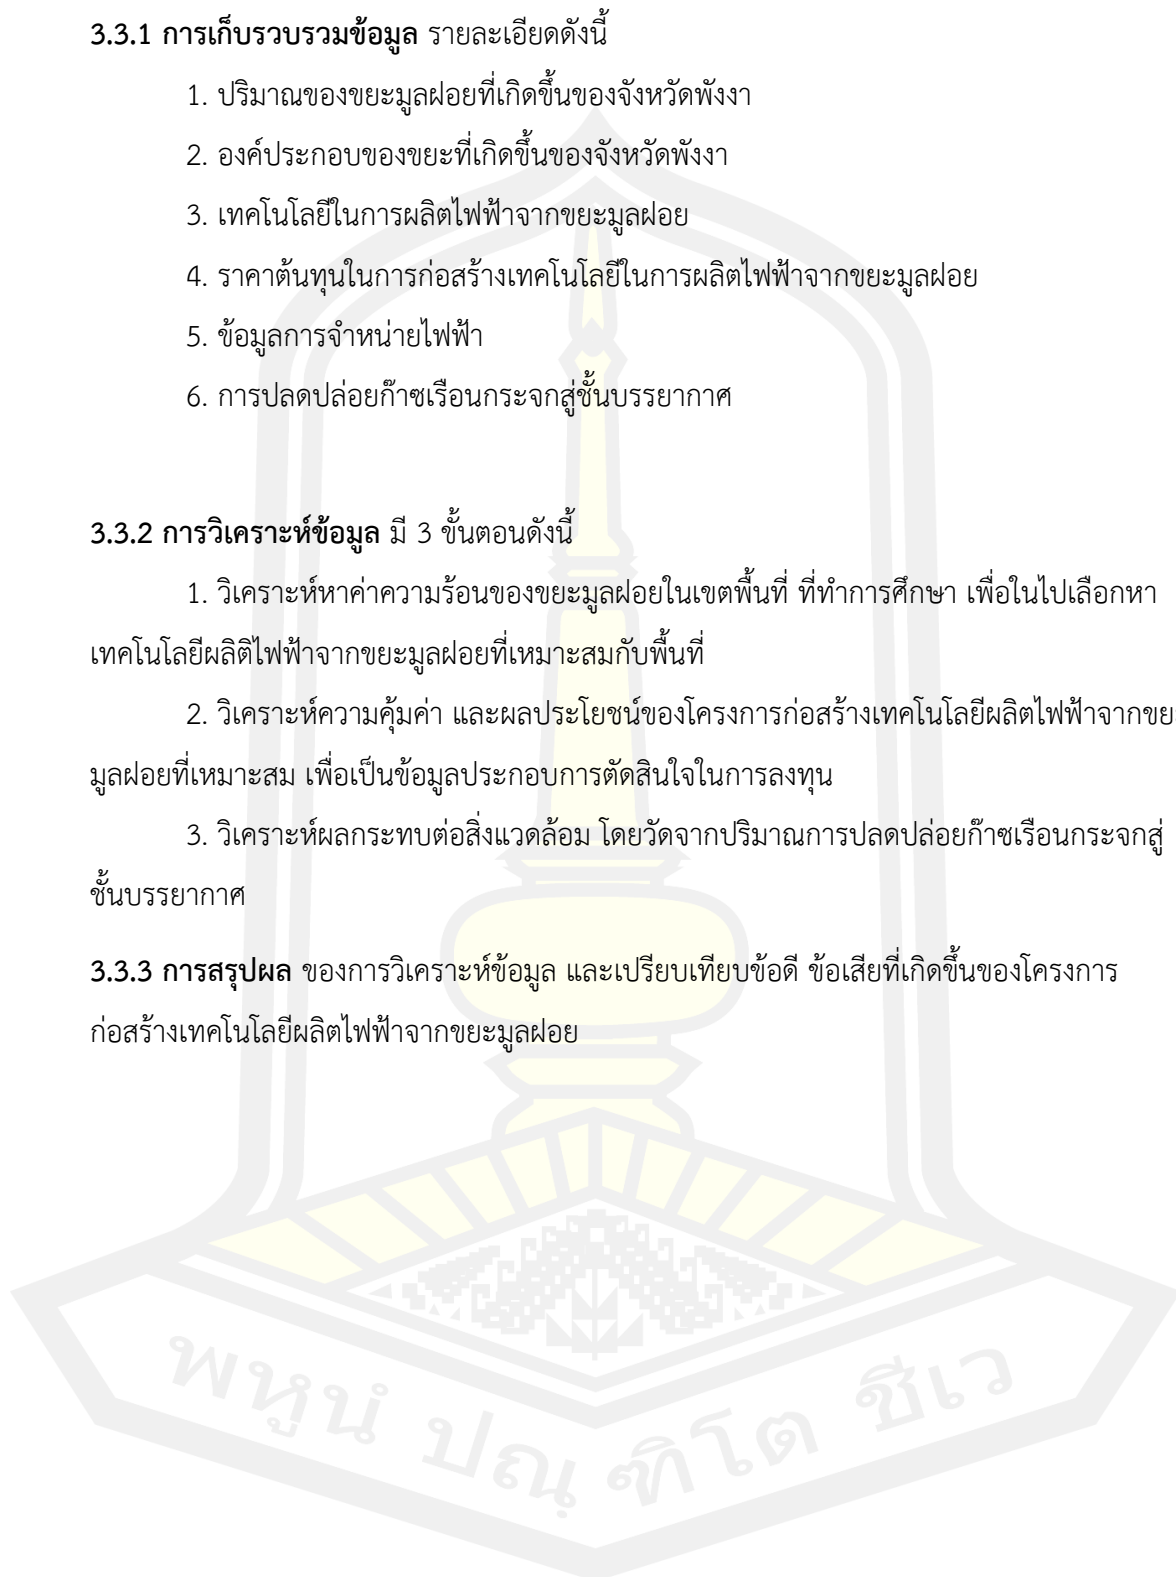 3.3.1 การเก็บรวบรวมข้อมูล รายละเอียดดังนี้
1. ปริมาณของขยะมูลฝอยที่เกิดขึ้นของจังหวัดพังงา
2. องค์ประกอบของขยะที่เกิดขึ้นของจังหวัดพังงา
3. เทคโนโลยีในการผลิตไฟฟ้าจากขยะมูลฝอย
4. ราคาต้นทุนในการก่อสร้างเทคโนโลยีในการผลิตไฟฟ้าจากขยะมูลฝอย
5. ข้อมูลการจำหน่ายไฟฟ้า
6. การปลดปล่อยก๊าซเรือนกระจกสู่ชั้นบรรยากาศ
3.3.2 การวิเคราะห์ข้อมูล มี 3 ขั้นตอนดังนี้
1. วิเคราะห์หาค่าความร้อนของขยะมูลฝอยในเขตพื้นที่ ที่ทำการศึกษา เพื่อในไปเลือกหา
เทคโนโลยีผลิติไฟฟ้าจากขยะมูลฝอยที่เหมาะสมกับพื้นที่
2. วิเคราะห์ความคุ้มค่า และผลประโยชน์ของโครงการก่อสร้างเทคโนโลยีผลิตไฟฟ้าจากขย
มูลฝอยที่เหมาะสม เพื่อเป็นข้อมูลประกอบการตัดสินใจในการลงทุน
3. วิเคราะห์ผลกระทบต่อสิ่งแวดล้อม โดยวัดจากปริมาณการปลดปล่อยก๊าซเรือนกระจกสู่
ชั้นบรรยากาศ
3.3.3 การสรุปผล ของการวิเคราะห์ข้อมูล และเปรียบเทียบข้อดี ข้อเสียที่เกิดขึ้นของโครงการ
ก่อสร้างเทคโนโลยีผลิตไฟฟ้าจากขยะมูลฝอย
พหูนํ ปณฺฑิโต ชีเว